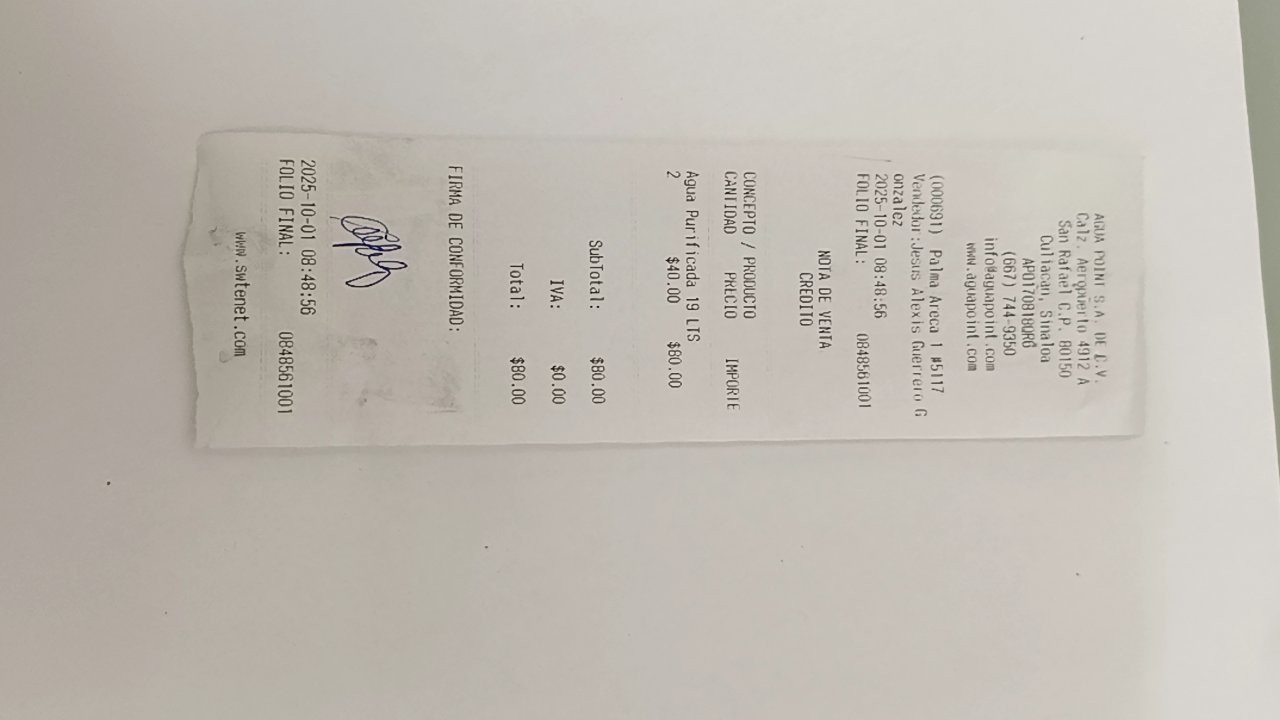 AGUA POINT S.A. DE C.V.
Calz. Aeropuerto 4912 A
San Rafael C.P. 80150
Culiacan, Sinaloa
APO170818QR6
(667) 744-9350
info@aguapoint.com
www.aguapoint.com
(000691) Palma Areca 1 #5117
Vendedor:Jesus Alexis Guerrero G
onzalez
2025-10-01 08:48:56
FOLIO FINAL: 0848561001
NOTA DE VENTA
CREDITO
CONCEPTO / PRODUCTO
CANTIDAD PRECIO IMPORTE
Agua Purificada 19 LTS
2 $40.00 $80.00
SubTotal: $80.00
IVA: $0.00
Total: $80.00
FIRMA DE CONFORMIDAD:
2025-10-01 08:48:56
FOLIO FINAL: 0848561001
www.swtenet.com